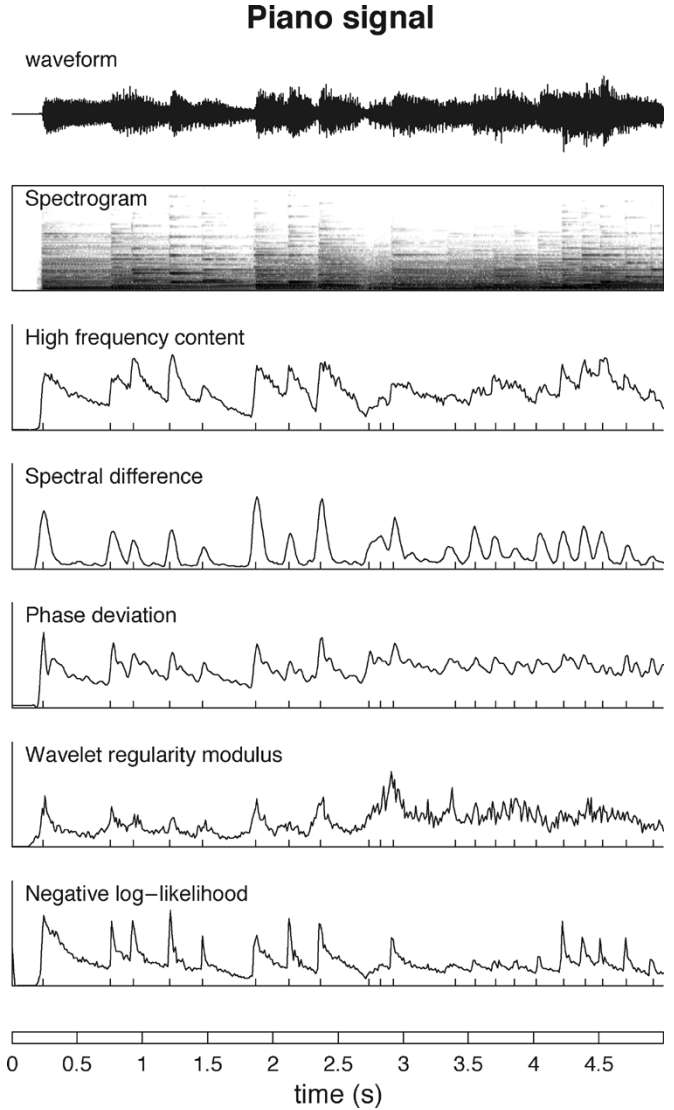 Piano signal
waveform
Spectrogram
High frequency content
Spectral difference
Phase deviation
Wavelet regularity modulus
Negative log−likelihood
0 0.5 1 1.5 2 2.5 3 3.5 4 4.5
time (s)